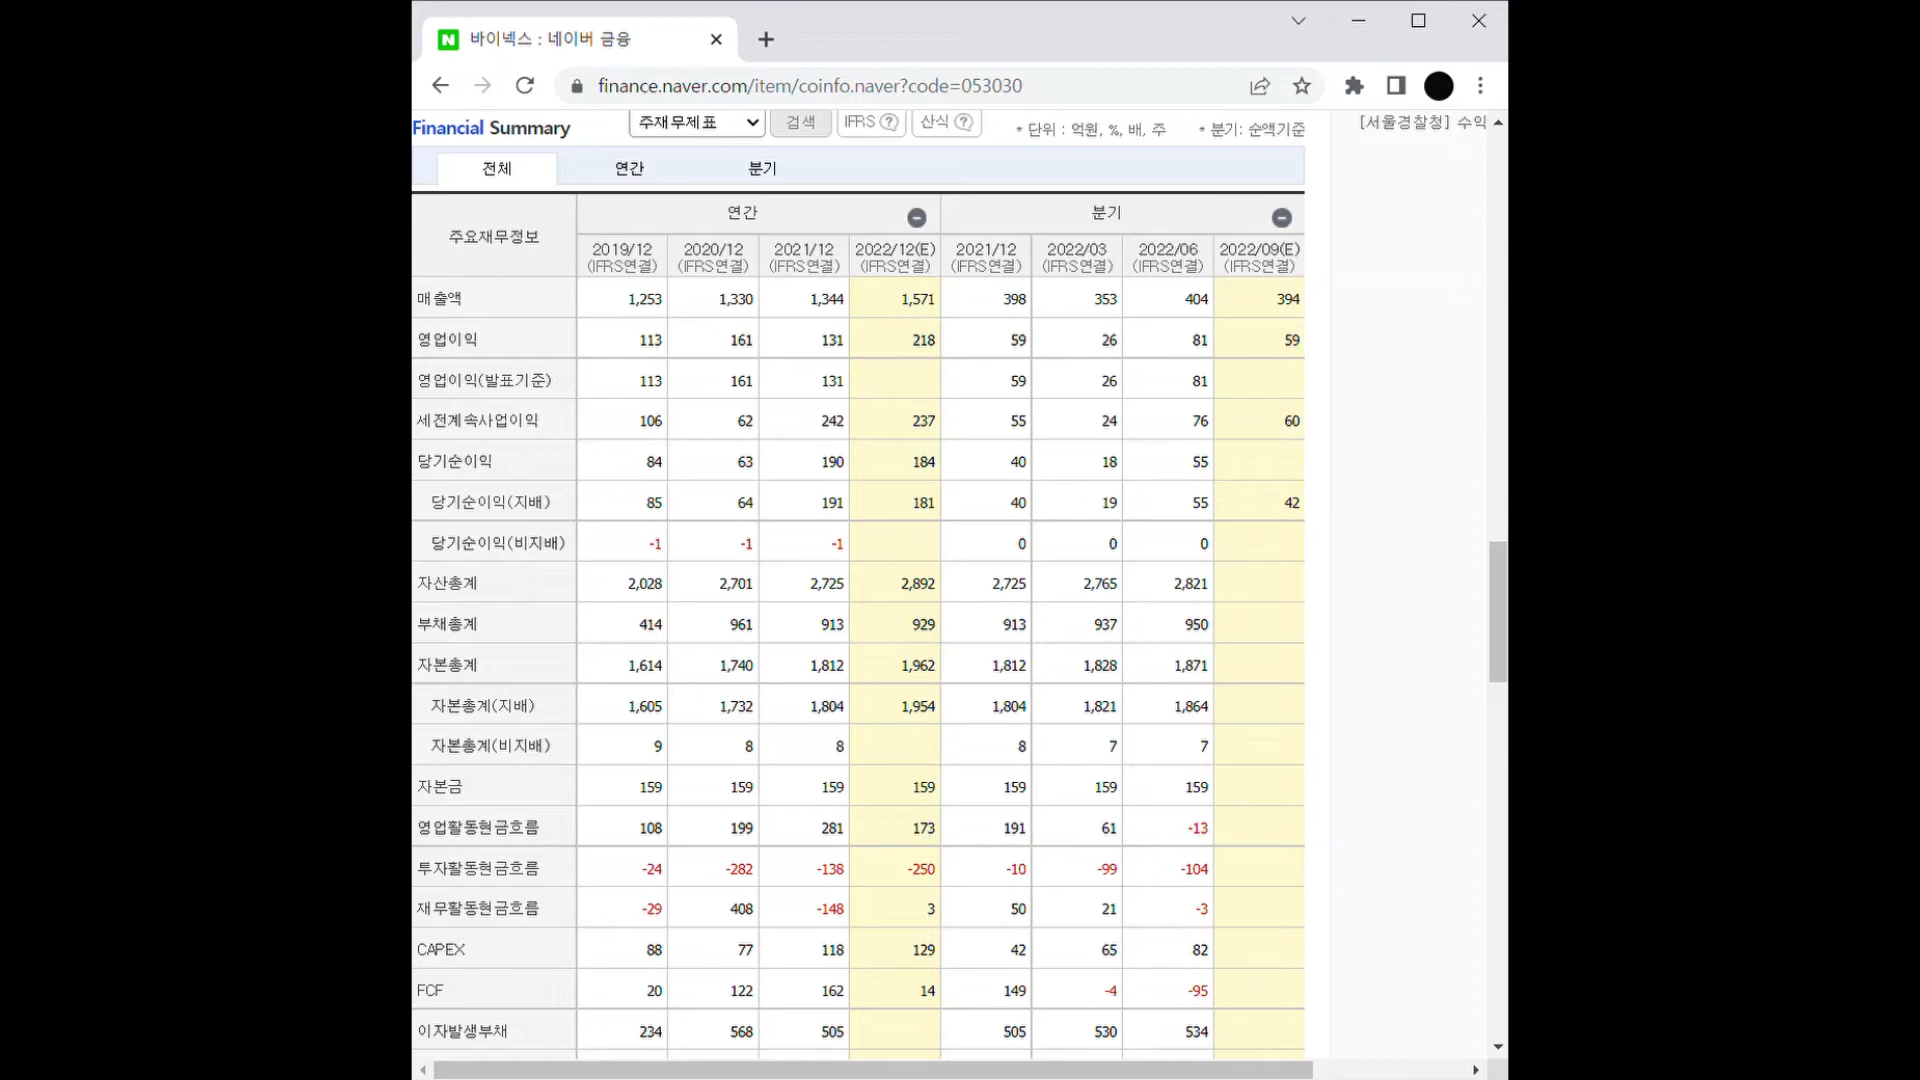 바이넥스 : 네이버 금융
finance.naver.com/item/coinfo.naver?code=053030
Financial Summary 주재무제표 검색 IFRS ? 산식 ? * 단위 : 억원, %, 배, 주 * 분기: 순액기준 [서울경찰청] 수익
전체 연간 분기
주요재무정보 연간 분기
2019/12 2020/12 2021/12 2022/12(E) 2021/12 2022/03 2022/06 2022/09(E)
(IFRS연결) (IFRS연결) (IFRS연결) (IFRS연결) (IFRS연결) (IFRS연결) (IFRS연결) (IFRS연결)
매출액 1,253 1,330 1,344 1,571 398 353 404 394
영업이익 113 161 131 218 59 26 81 59
영업이익(발표기준) 113 161 131 59 26 81
세전계속사업이익 106 62 242 237 55 24 76 60
당기순이익 84 63 190 184 40 18 55
당기순이익(지배) 85 64 191 181 40 19 55 42
당기순이익(비지배) -1 -1 -1 0 0 0
자산총계 2,028 2,701 2,725 2,892 2,725 2,765 2,821
부채총계 414 961 913 929 913 937 950
자본총계 1,614 1,740 1,812 1,962 1,812 1,828 1,871
자본총계(지배) 1,605 1,732 1,804 1,954 1,804 1,821 1,864
자본총계(비지배) 9 8 8 8 7 7
자본금 159 159 159 159 159 159 159
영업활동현금흐름 108 199 281 173 191 61 -13
투자활동현금흐름 -24 -282 -138 -250 -10 -99 -104
재무활동현금흐름 -29 408 -148 3 50 21 -3
CAPEX 88 77 118 129 42 65 82
FCF 20 122 162 14 149 -4 -95
이자발생부채 234 568 505 505 530 534